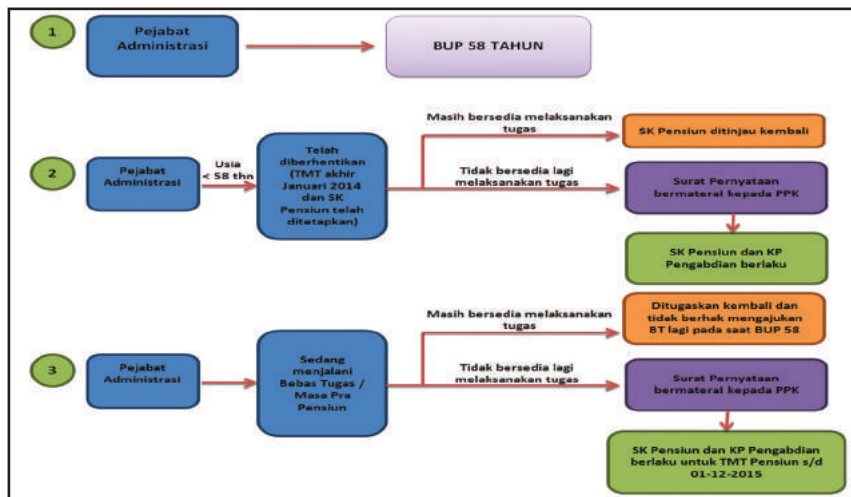 1
Pejabat
Administrasi
BUP 58 TAHUN
2
Pejabat
Administrasi
Usia
< 58 thn
Telah
diberhentikan
(TMT akhir
Januari 2014
dan SK
Pensiun telah
ditetapkan)
Masih bersedia melaksanakan
tugas
SK Pensiun ditinjau kembali
Tidak bersedia lagi
melaksanakan tugas
Surat Pernyataan
bermaterai kepada PPK
SK Pensiun dan KP
Pengabdian berlaku
3
Pejabat
Administrasi
Sedang
menjalani
Bebas Tugas /
Masa Pra
Pensiun
Masih bersedia melaksanakan
tugas
Ditugaskan kembali dan
tidak berhak mengajukan
BT lagi pada saat BUP 58
Tidak bersedia lagi
melaksanakan tugas
Surat Pernyataan
bermaterai kepada PPK
SK Pensiun dan KP Pengabdian
berlaku untuk TMT Pensiun s/d
01-12-2015